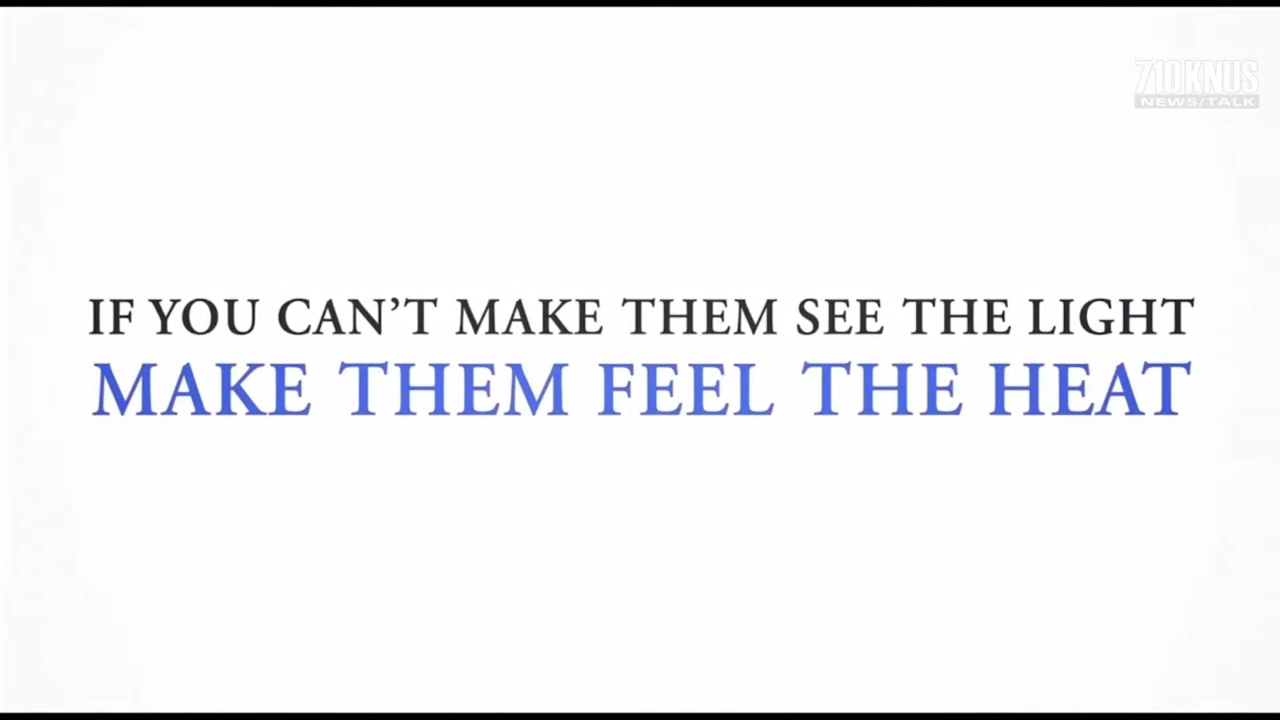 710KNUS
NEWS/TALK
IF YOU CAN’T MAKE THEM SEE THE LIGHT
MAKE THEM FEEL THE HEAT